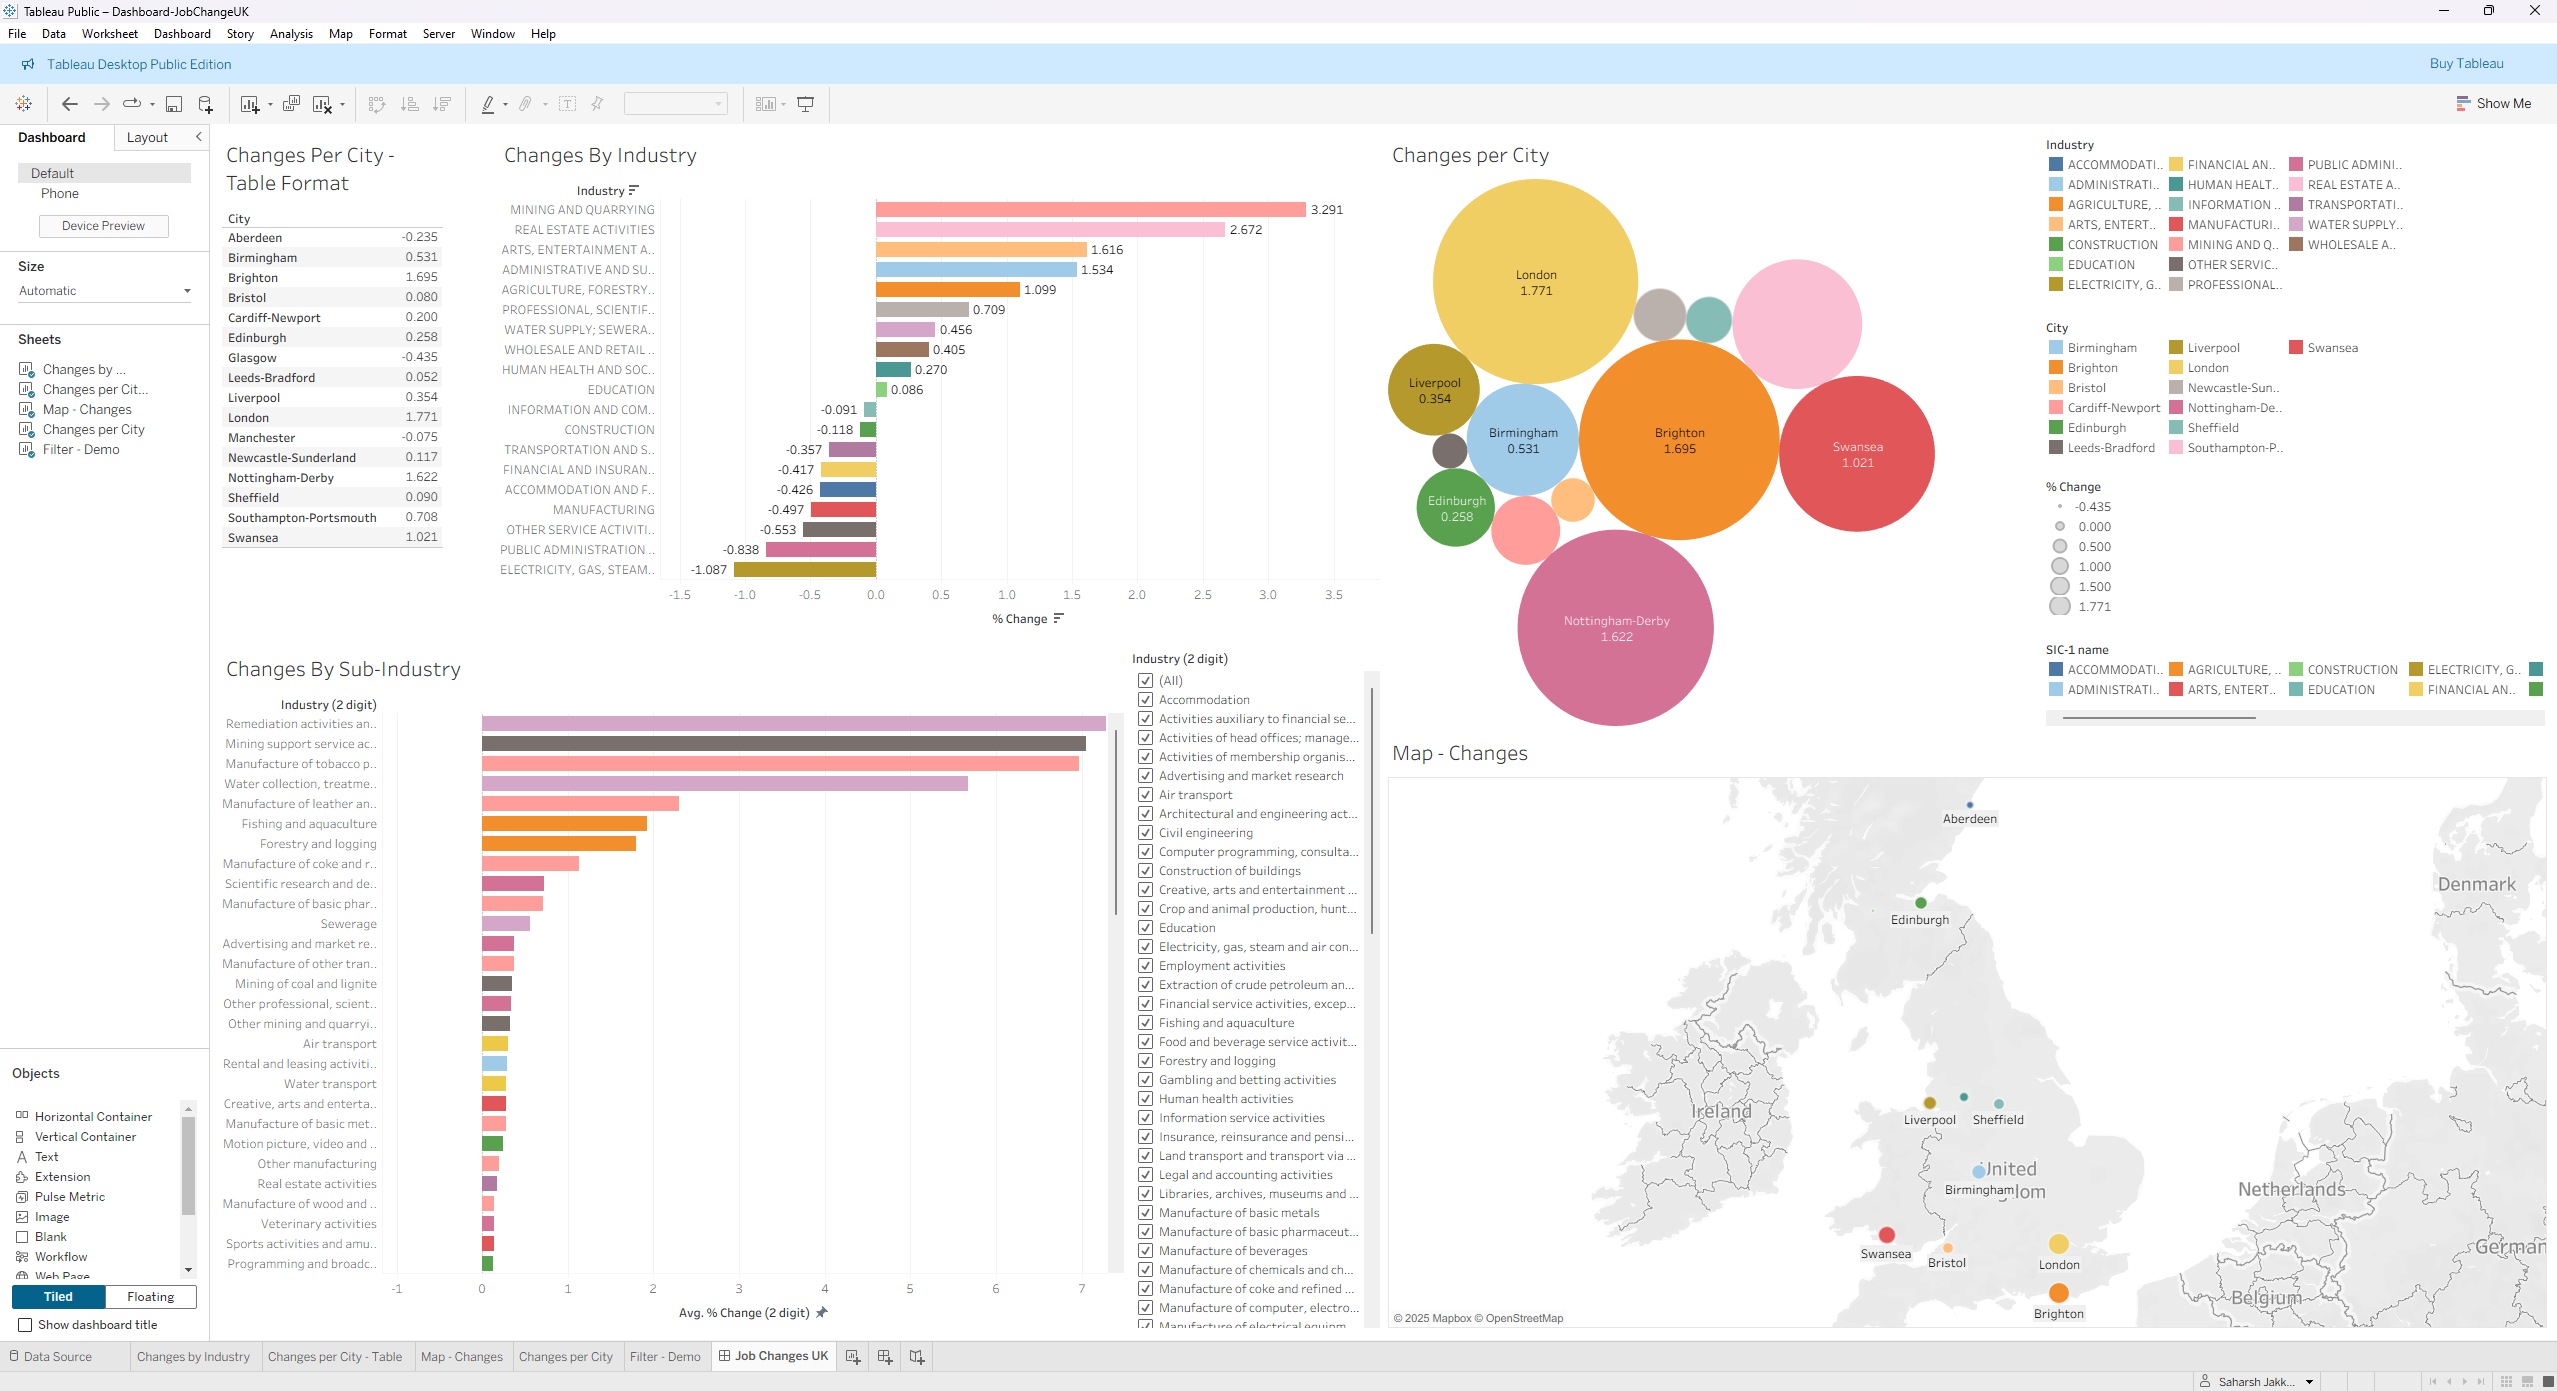 Tableau Public – Dashboard-JobChangeUK
File Data Worksheet Dashboard Story Analysis Map Format Server Window Help
Tableau Desktop Public Edition
Buy Tableau
Show Me
Dashboard
Layout
Default
Phone
Device Preview
Size
Automatic
Sheets
Changes by ...
Changes per Cit...
Map - Changes
Changes per City
Filter - Demo
Objects
Horizontal Container
Vertical Container
Text
Extension
Pulse Metric
Image
Blank
Workflow
Web Page
Tiled
Floating
Show dashboard title
Changes Per City -
Table Format
City
Aberdeen -0.235
Birmingham 0.531
Brighton 1.695
Bristol 0.080
Cardiff-Newport 0.200
Edinburgh 0.258
Glasgow -0.435
Leeds-Bradford 0.052
Liverpool 0.354
London 1.771
Manchester -0.075
Newcastle-Sunderland 0.117
Nottingham-Derby 1.622
Sheffield 0.090
Southampton-Portsmouth 0.708
Swansea 1.021
Changes By Industry
Industry
MINING AND QUARRYING 3.291
REAL ESTATE ACTIVITIES 2.672
ARTS, ENTERTAINMENT A.. 1.616
ADMINISTRATIVE AND SU.. 1.534
AGRICULTURE, FORESTRY.. 1.099
PROFESSIONAL, SCIENTIF.. 0.709
WATER SUPPLY; SEWERA.. 0.456
WHOLESALE AND RETAIL .. 0.405
HUMAN HEALTH AND SOC.. 0.270
EDUCATION 0.086
INFORMATION AND COM.. -0.091
CONSTRUCTION -0.118
TRANSPORTATION AND S.. -0.357
FINANCIAL AND INSURAN.. -0.417
ACCOMMODATION AND F.. -0.426
MANUFACTURING -0.497
OTHER SERVICE ACTIVITI.. -0.553
PUBLIC ADMINISTRATION .. -0.838
ELECTRICITY, GAS, STEAM.. -1.087
-1.5 -1.0 -0.5 0.0 0.5 1.0 1.5 2.0 2.5 3.0 3.5
% Change
Changes per City
London
1.771
Liverpool
0.354
Birmingham
0.531
Brighton
1.695
Swansea
1.021
Edinburgh
0.258
Nottingham-Derby
1.622
Industry
ACCOMMODATI.. FINANCIAL AN.. PUBLIC ADMINI..
ADMINISTRATI.. HUMAN HEALT.. REAL ESTATE A..
AGRICULTURE, .. INFORMATION .. TRANSPORTATI..
ARTS, ENTERT.. MANUFACTURI.. WATER SUPPLY..
CONSTRUCTION MINING AND Q.. WHOLESALE A..
EDUCATION OTHER SERVIC..
ELECTRICITY, G.. PROFESSIONAL..
City
Birmingham Liverpool Swansea
Brighton London
Bristol Newcastle-Sun..
Cardiff-Newport Nottingham-De..
Edinburgh Sheffield
Leeds-Bradford Southampton-P..
% Change
-0.435
0.000
0.500
1.000
1.500
1.771
SIC-1 name
ACCOMMODATI.. AGRICULTURE, .. CONSTRUCTION ELECTRICITY, G..
ADMINISTRATI.. ARTS, ENTERT.. EDUCATION FINANCIAL AN..
Changes By Sub-Industry
Industry (2 digit)
Remediation activities an..
Mining support service ac..
Manufacture of tobacco p..
Water collection, treatme..
Manufacture of leather an..
Fishing and aquaculture
Forestry and logging
Manufacture of coke and r..
Scientific research and de..
Manufacture of basic phar..
Sewerage
Advertising and market re..
Manufacture of other tran..
Mining of coal and lignite
Other professional, scient..
Other mining and quarryi..
Air transport
Rental and leasing activiti..
Water transport
Creative, arts and enterta..
Manufacture of basic met..
Motion picture, video and ..
Other manufacturing
Real estate activities
Manufacture of wood and ..
Veterinary activities
Sports activities and amu..
Programming and broadc..
-1 0 1 2 3 4 5 6 7
Avg. % Change (2 digit)
Industry (2 digit)
(All)
Accommodation
Activities auxiliary to financial se...
Activities of head offices; manage...
Activities of membership organis...
Advertising and market research
Air transport
Architectural and engineering act...
Civil engineering
Computer programming, consulta...
Construction of buildings
Creative, arts and entertainment ...
Crop and animal production, hunt...
Education
Electricity, gas, steam and air con...
Employment activities
Extraction of crude petroleum an...
Financial service activities, excep...
Fishing and aquaculture
Food and beverage service activit...
Forestry and logging
Gambling and betting activities
Human health activities
Information service activities
Insurance, reinsurance and pensi...
Land transport and transport via ...
Legal and accounting activities
Libraries, archives, museums and ...
Manufacture of basic metals
Manufacture of basic pharmaceut...
Manufacture of beverages
Manufacture of chemicals and ch...
Manufacture of coke and refined ...
Manufacture of computer, electro...
Manufacture of electrical equipm...
Map - Changes
Aberdeen
Denmark
Edinburgh
Ireland
Liverpool
Sheffield
United
Birmingham
lom
Netherlands
Swansea
Bristol
London
German
Belgium
Brighton
© 2025 Mapbox © OpenStreetMap
Data Source
Changes by Industry
Changes per City - Table
Map - Changes
Changes per City
Filter - Demo
Job Changes UK
Saharsh Jakk...